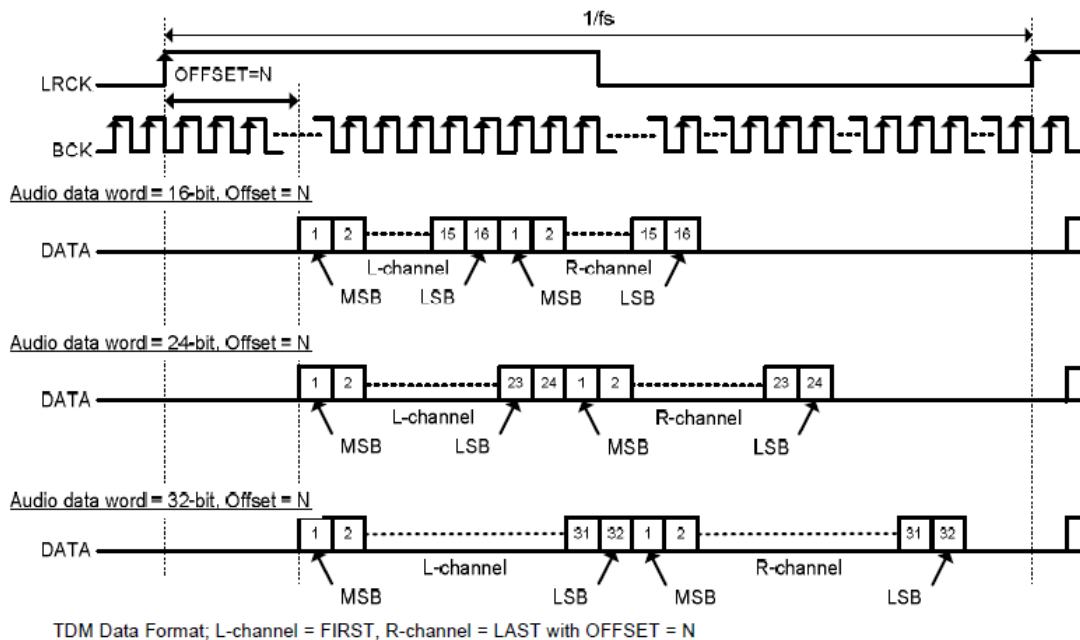 1/fs
LRCK
OFFSET=N
BCK
Audio data word = 16-bit, Offset = N
DATA
1 2 15 16 1 2 15 16
L-channel R-channel
MSB LSB MSB LSB
Audio data word = 24-bit, Offset = N
DATA
1 2 23 24 1 2 23 24
L-channel R-channel
MSB LSB MSB LSB
Audio data word = 32-bit, Offset = N
DATA
1 2 31 32 1 2 31 32
L-channel R-channel
MSB LSB MSB LSB
TDM Data Format; L-channel = FIRST, R-channel = LAST with OFFSET = N